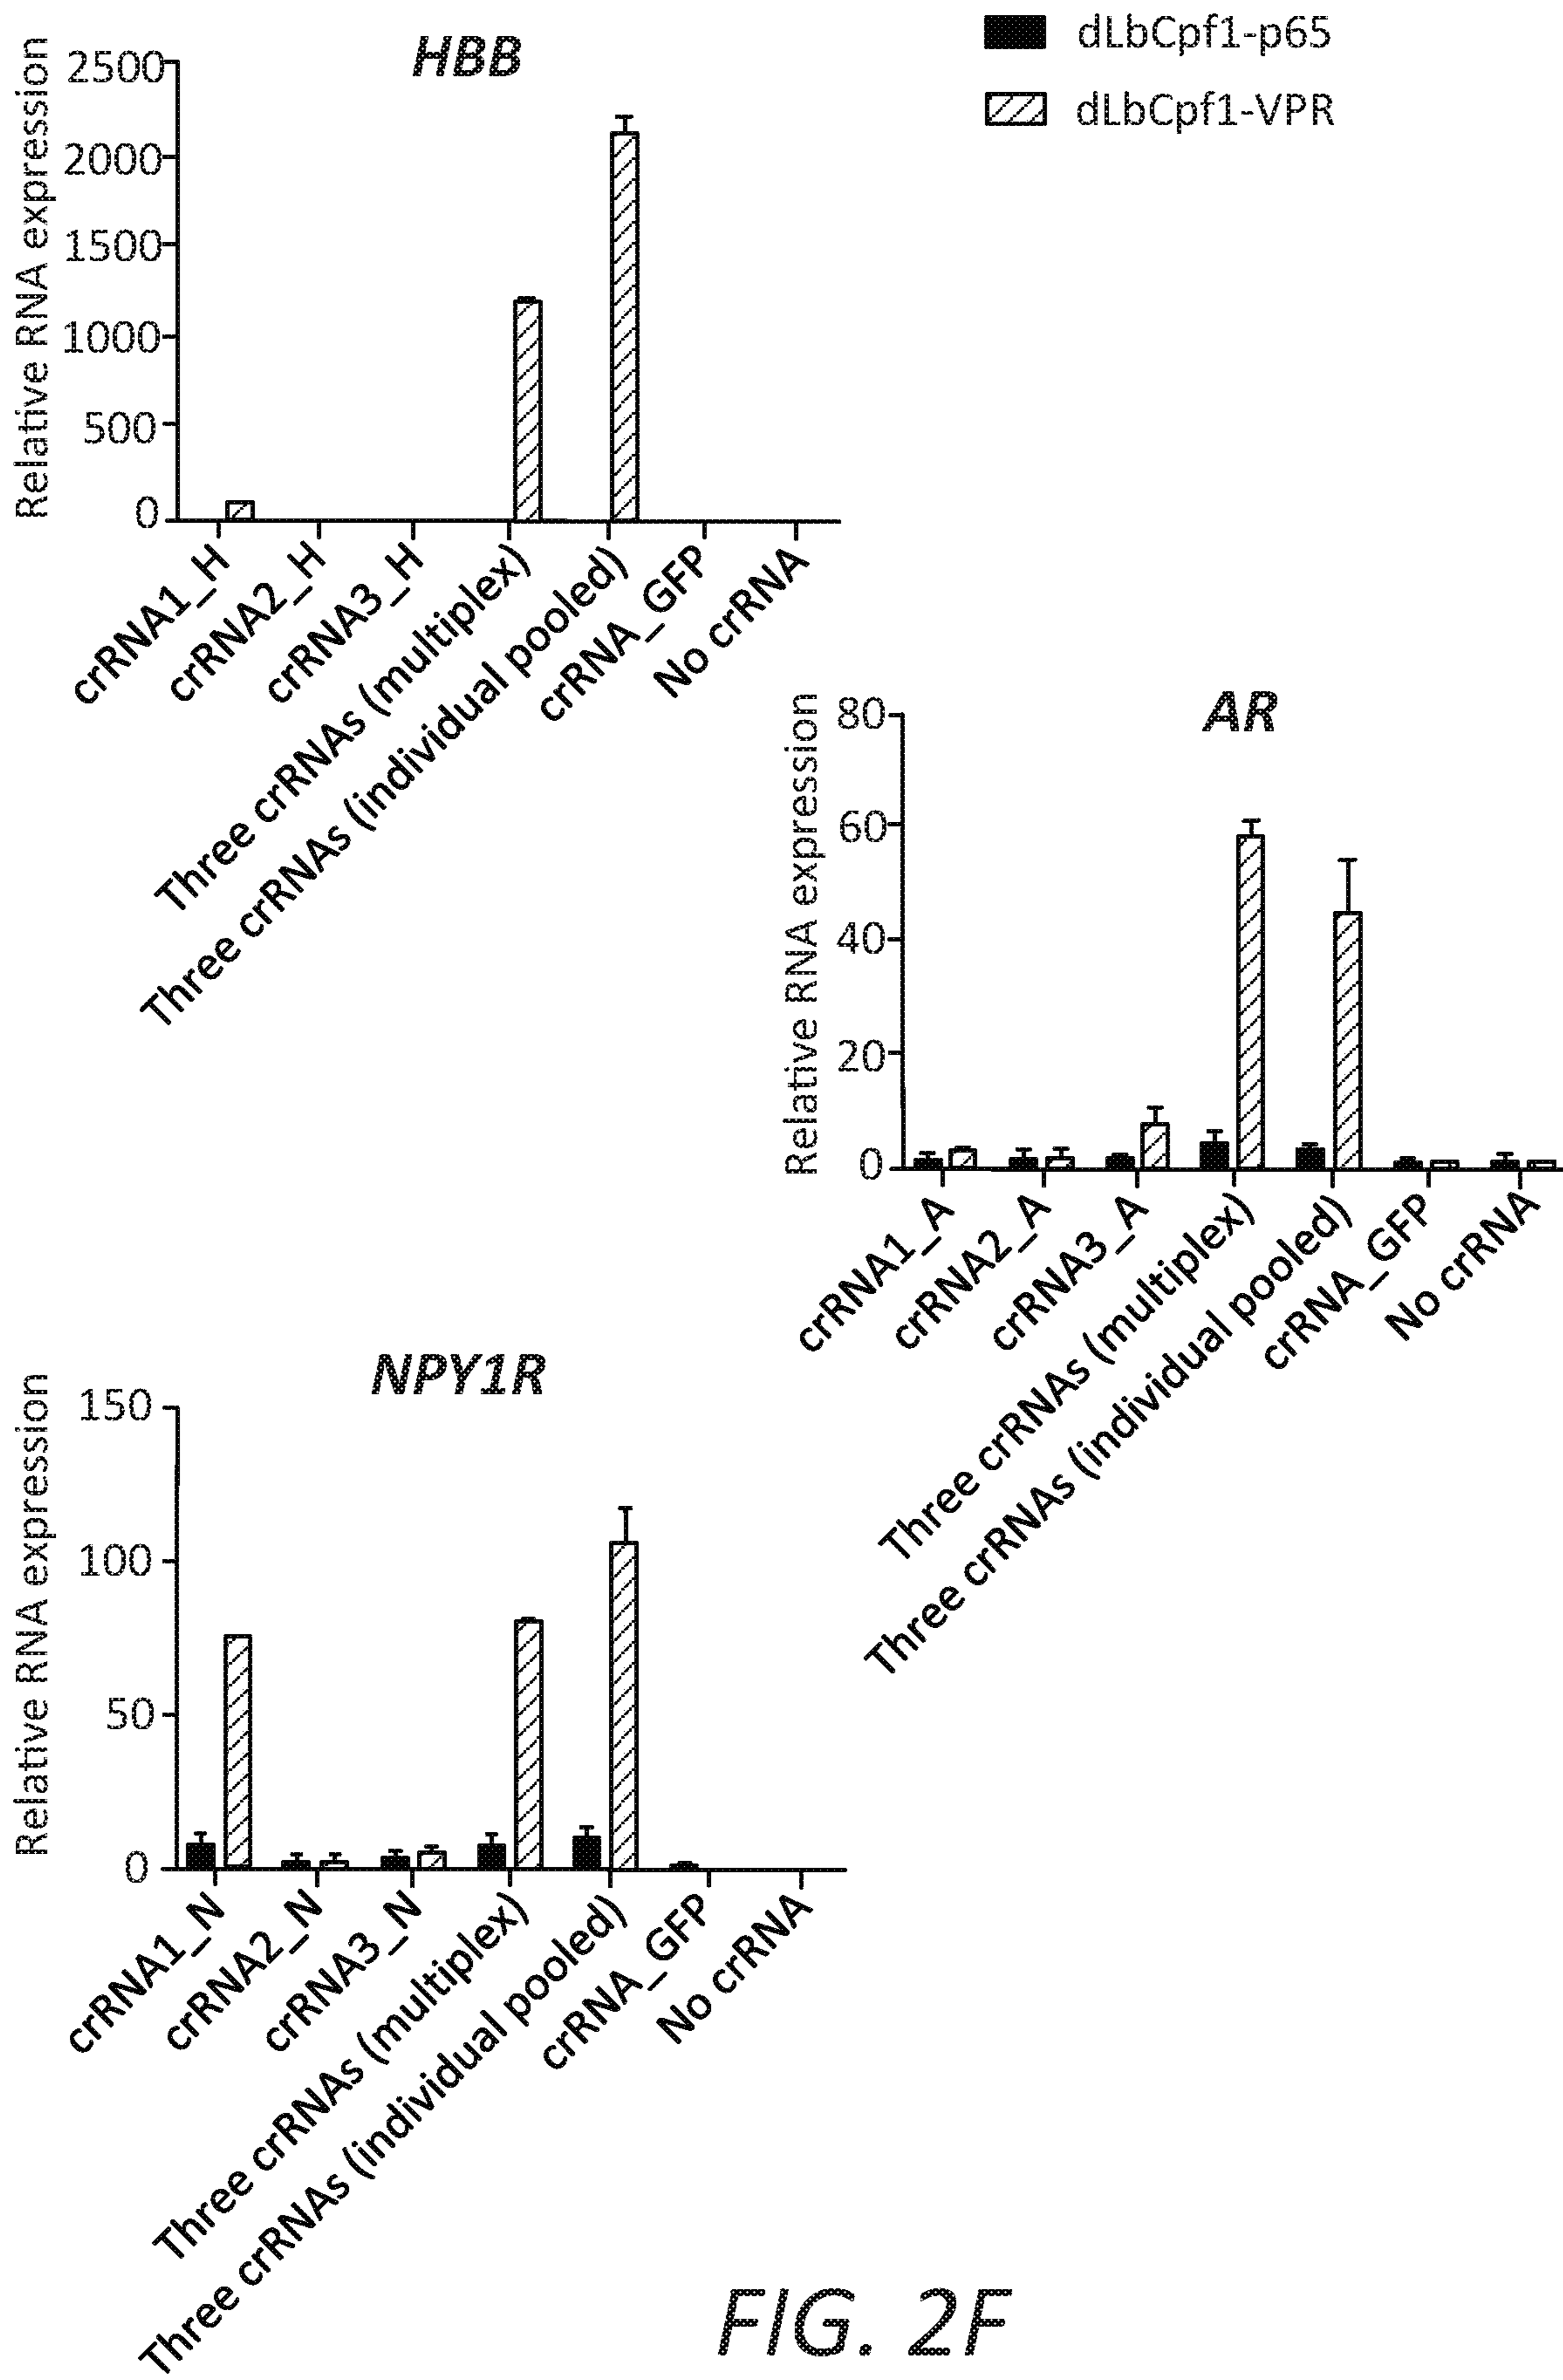 dLbCpf1-p65
dLbCpf1-VPR
HBB
Relative RNA expression
2500
2000
1500
1000
500
0
crRNA1_H
crRNA2_H
crRNA3_H
Three crRNAs (multiplex)
Three crRNAs (individual pooled)
crRNA_GFP
No crRNA
AR
Relative RNA expression
80
60
40
20
0
crRNA1_A
crRNA2_A
crRNA3_A
Three crRNAs (multiplex)
Three crRNAs (individual pooled)
crRNA_GFP
No crRNA
NPY1R
Relative RNA expression
150
100
50
0
crRNA1_N
crRNA2_N
crRNA3_N
Three crRNAs (multiplex)
Three crRNAs (individual pooled)
crRNA_GFP
No crRNA
FIG. 2F